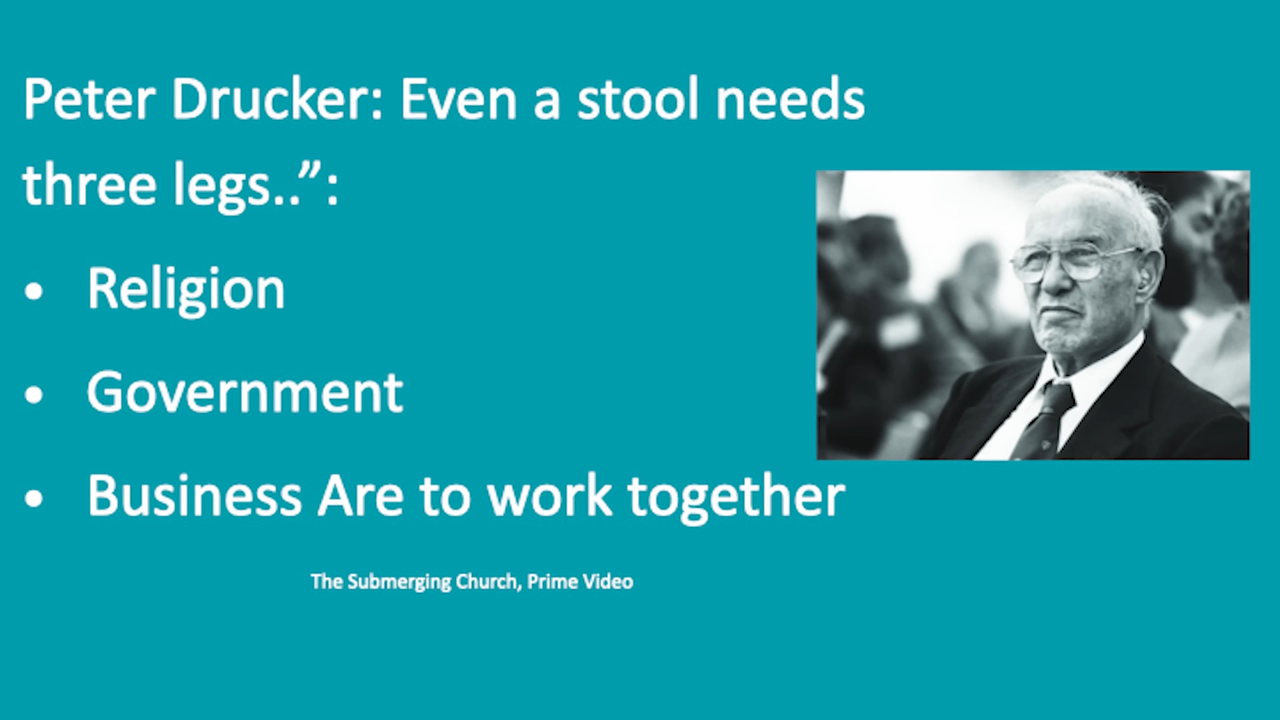 Peter Drucker: Even a stool needs
three legs..”:
• Religion
• Government
• Business Are to work together
The Submerging Church, Prime Video